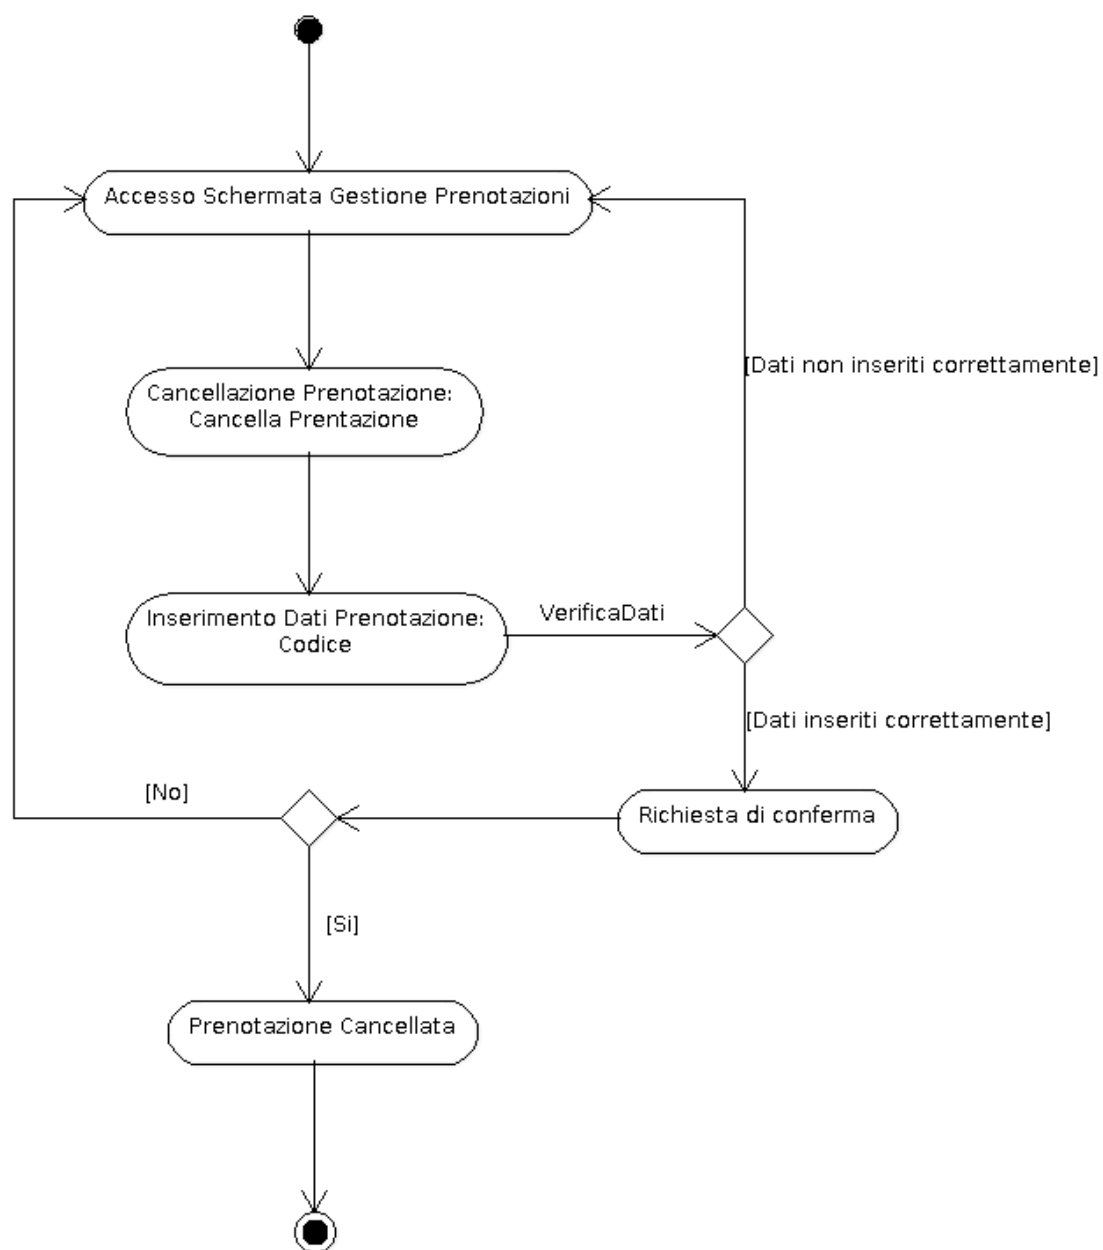 Accesso Schermata Gestione Prenotazioni
[Dati non inseriti correttamente]
Cancellazione Prenotazione:
Cancella Prentazione
Inserimento Dati Prenotazione:
Codice
VerificaDati
[Dati inseriti correttamente]
[No]
Richiesta di conferma
[Si]
Prenotazione Cancellata